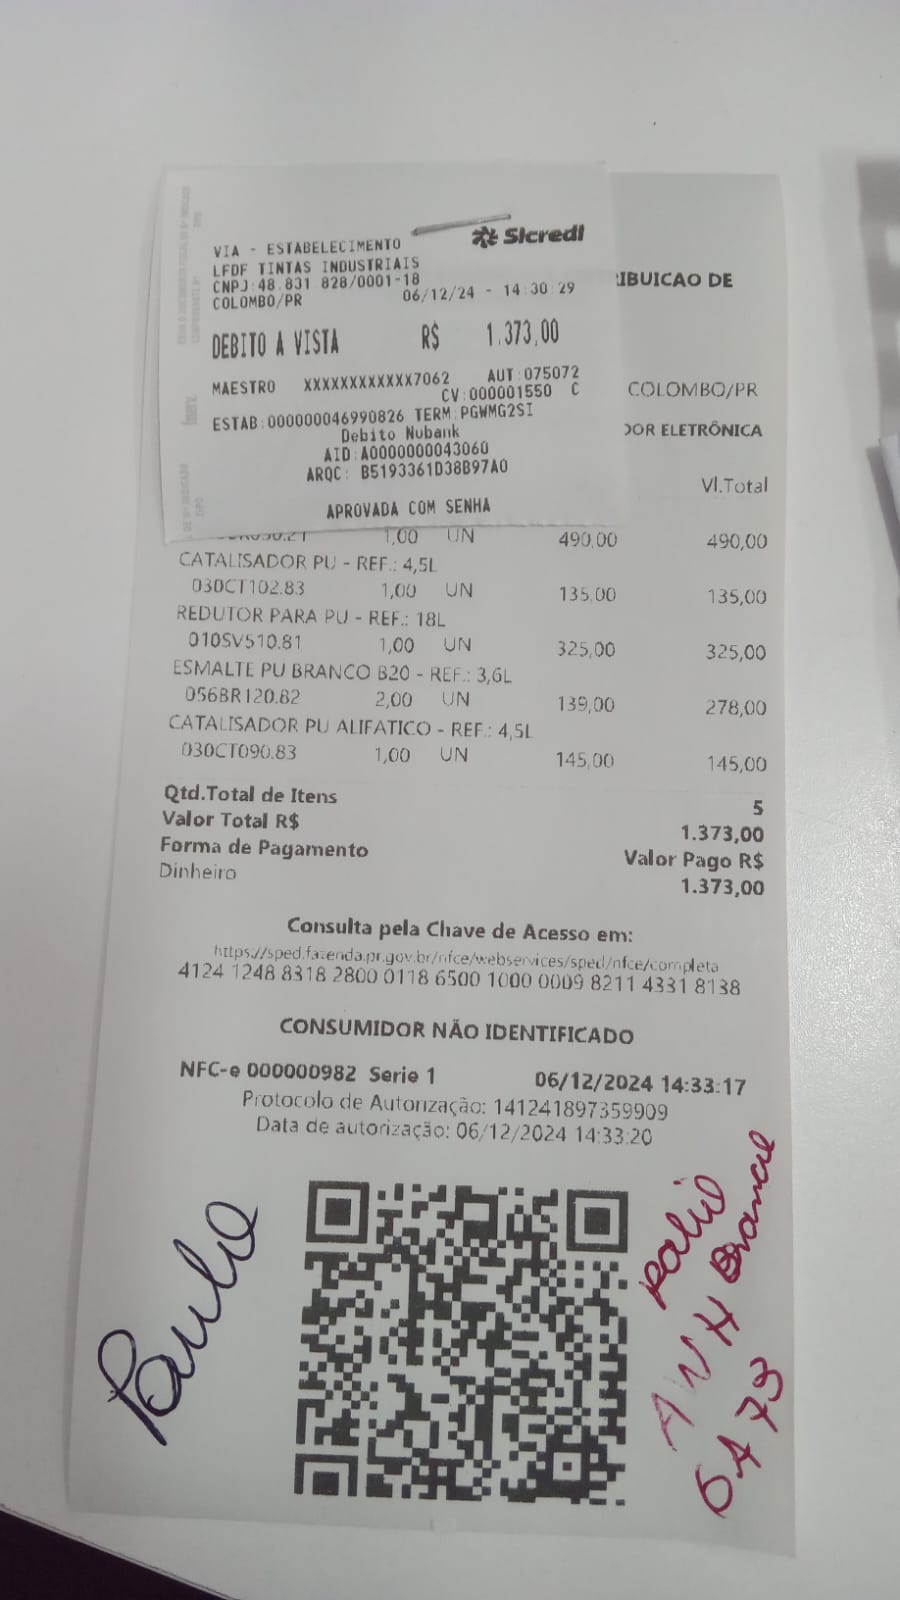 Sicredi
VIA - ESTABELECIMENTO
LFDF TINTAS INDUSTRIAIS
CNPJ:48.831 828/0001-18
COLOMBO/PR 06/12/24 - 14:30:29
DEBITO A VISTA R$ 1.373,00
MAESTRO XXXXXXXXXXXX7062 AUT:075072
CV:000001550 C
ESTAB:000000046990826 TERM:PGWMG2SI
Debito Nubank
AID:A0000000043060
ARQC: B5193361D38B97A0
APROVADA COM SENHA
IBUICAO DE
COLOMBO/PR
DOR ELETRÔNICA
Vl.Total
1,00 UN 490,00 490,00
CATALISADOR PU - REF.: 4,5L
030CT102.83 1,00 UN 135,00 135,00
REDUTOR PARA PU - REF.: 18L
010SV510.81 1,00 UN 325,00 325,00
ESMALTE PU BRANCO B20 - REF.: 3,6L
056BR120.82 2,00 UN 139,00 278,00
CATALISADOR PU ALIFATICO - REF.: 4,5L
030CT090.83 1,00 UN 145,00 145,00
Qtd.Total de Itens 5
Valor Total R$ 1.373,00
Forma de Pagamento Valor Pago R$
Dinheiro 1.373,00
Consulta pela Chave de Acesso em:
https://sped.fazenda.pr.gov.br/nfce/webservices/sped/nfce/completa
4124 1248 8318 2800 0118 6500 1000 0009 8211 4331 8138
CONSUMIDOR NÃO IDENTIFICADO
NFC-e 000000982 Serie 1 06/12/2024 14:33:17
Protocolo de Autorização: 141241897359909
Data de autorização: 06/12/2024 14:33:20
Paulo